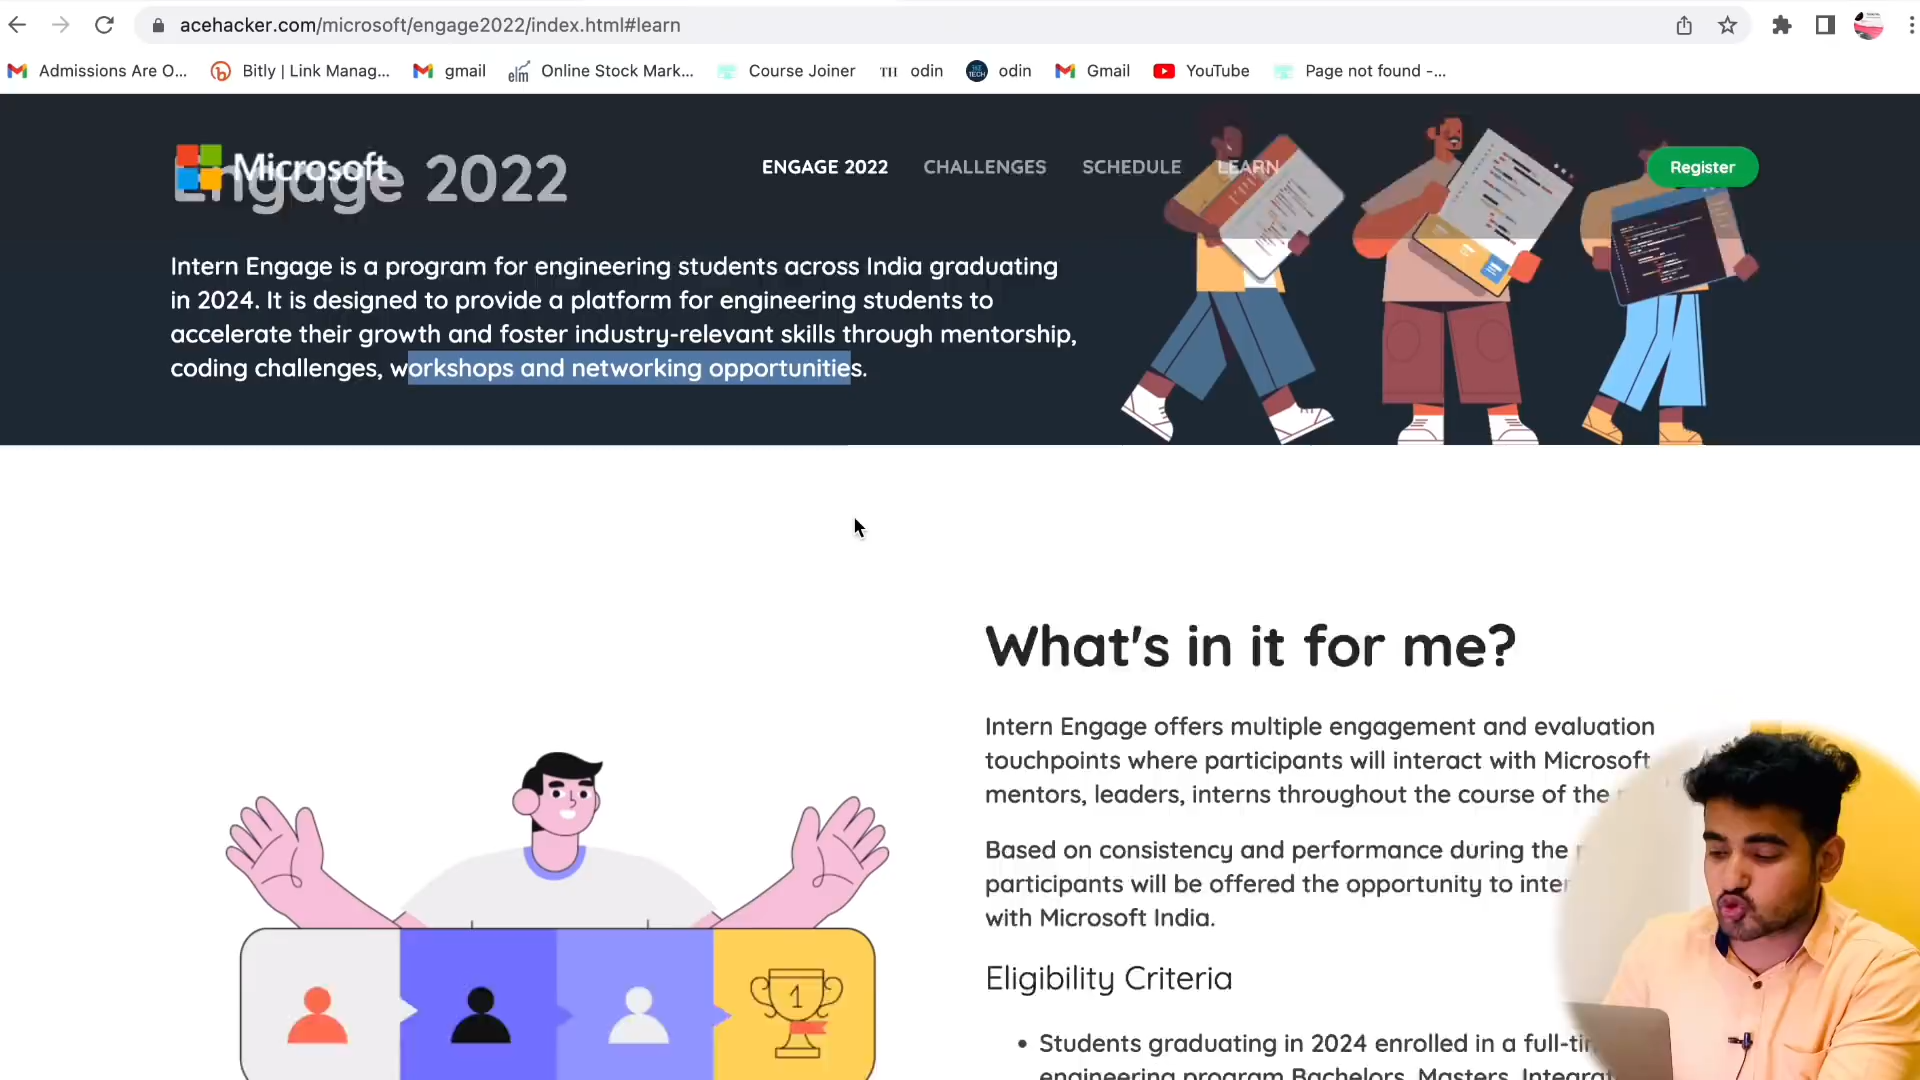 acehacker.com/microsoft/engage2022/index.html#learn
Admissions Are O...
Bitly | Link Manag...
gmail
elm
Online Stock Mark...
Course Joiner
TH
odin
odin
Gmail
YouTube
Page not found -...
Microsoft
Engage 2022
ENGAGE 2022
CHALLENGES
SCHEDULE
LEARN
Register
Intern Engage is a program for engineering students across India graduating
in 2024. It is designed to provide a platform for engineering students to
accelerate their growth and foster industry-relevant skills through mentorship,
coding challenges, workshops and networking opportunities.
What's in it for me?
Intern Engage offers multiple engagement and evaluation
touchpoints where participants will interact with Microsoft
mentors, leaders, interns throughout the course of the
Based on consistency and performance during the
participants will be offered the opportunity to
with Microsoft India.
1
Eligibility Criteria
• Students graduating in 2024 enrolled in a
engineering program Bachelors, Masters,